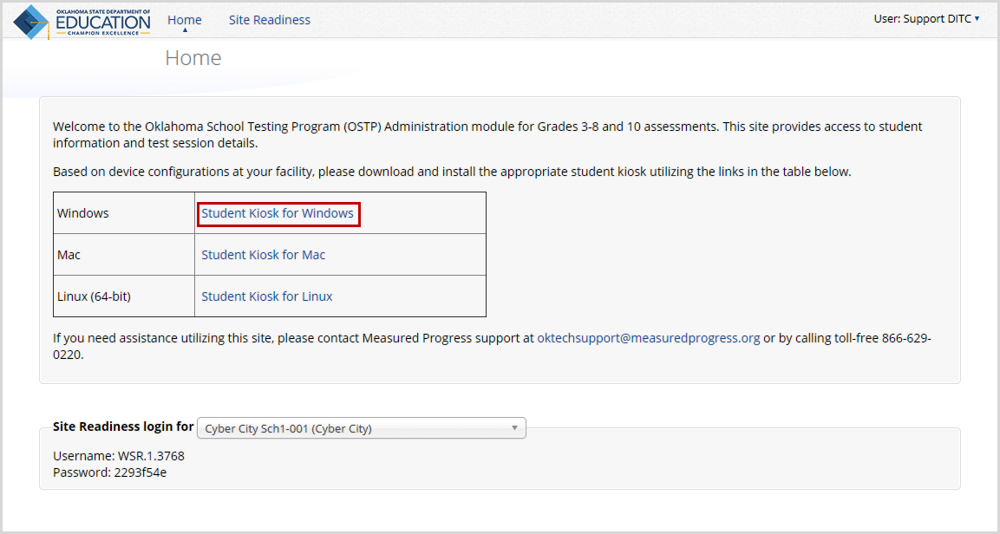 OKLAHOMA STATE DEPARTMENT OF
EDUCATION
CHAMPION EXCELLENCE
Home
Site Readiness
User: Support DITC
Home
Welcome to the Oklahoma School Testing Program (OSTP) Administration module for Grades 3-8 and 10 assessments. This site provides access to student
information and test session details.
Based on device configurations at your facility, please download and install the appropriate student kiosk utilizing the links in the table below.
Windows
Student Kiosk for Windows
Mac
Student Kiosk for Mac
Linux (64-bit)
Student Kiosk for Linux
If you need assistance utilizing this site, please contact Measured Progress support at oktechsupport@measuredprogress.org or by calling toll-free 866-629-
0220.
Site Readiness login for
Cyber City Sch1-001 (Cyber City)
Username: WSR.1.3768
Password: 2293f54e